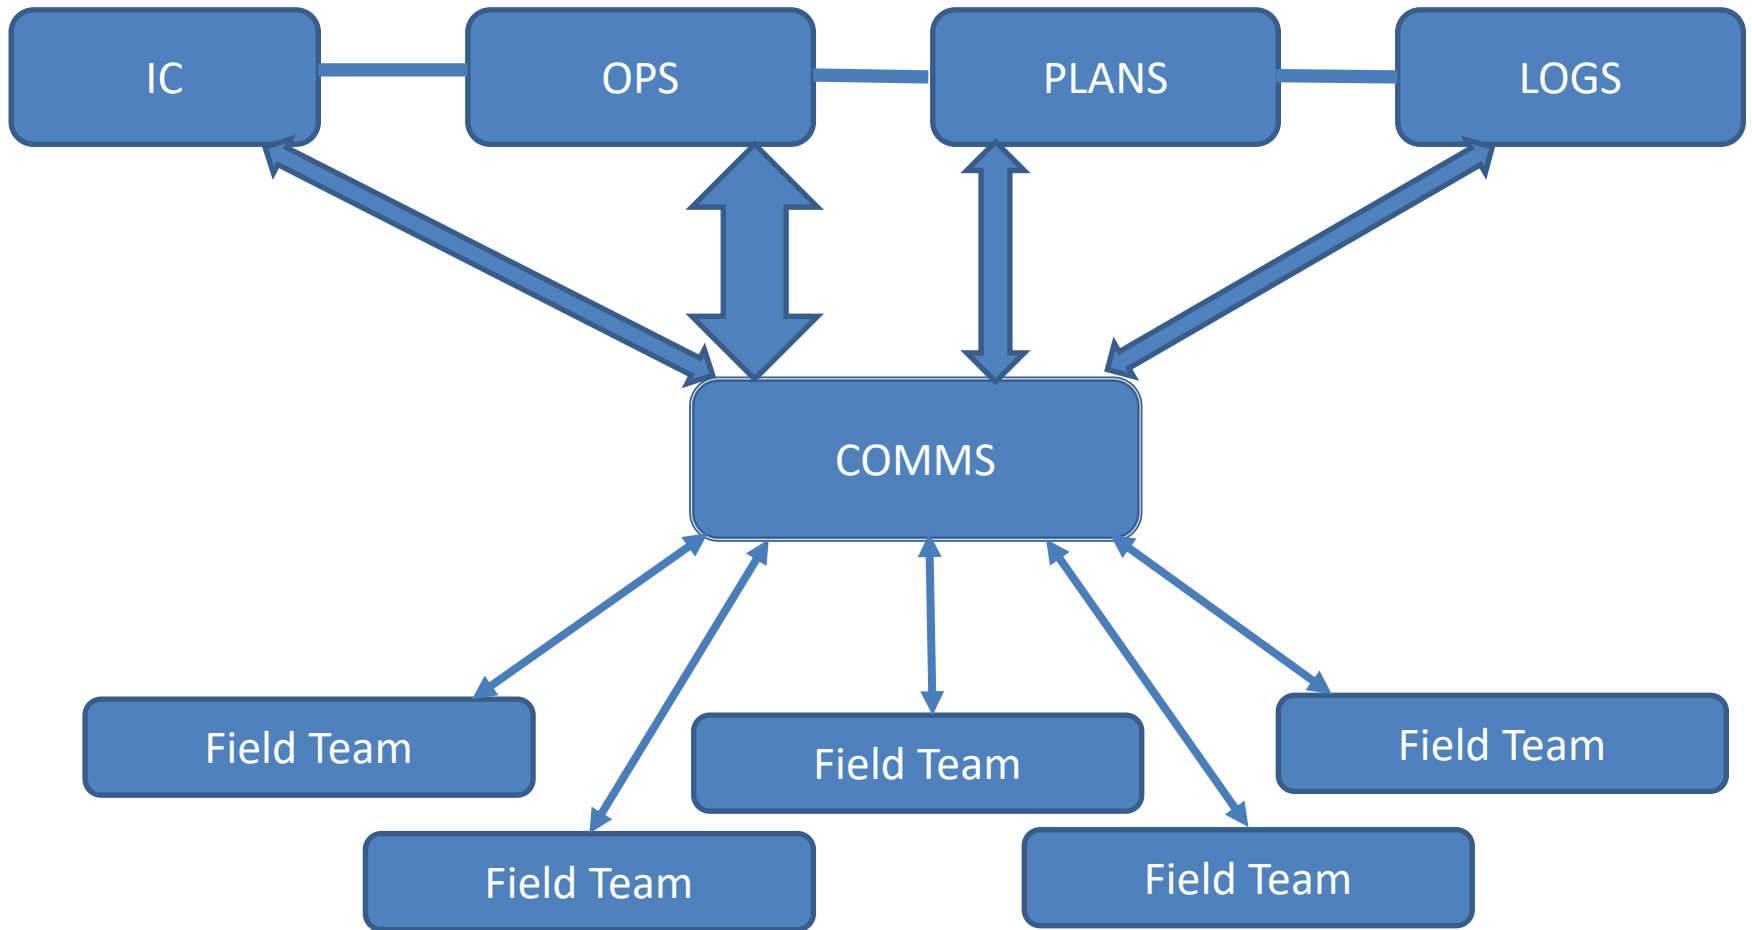 IC
OPS
PLANS
LOGS
COMMS
Field Team
Field Team
Field Team
Field Team
Field Team